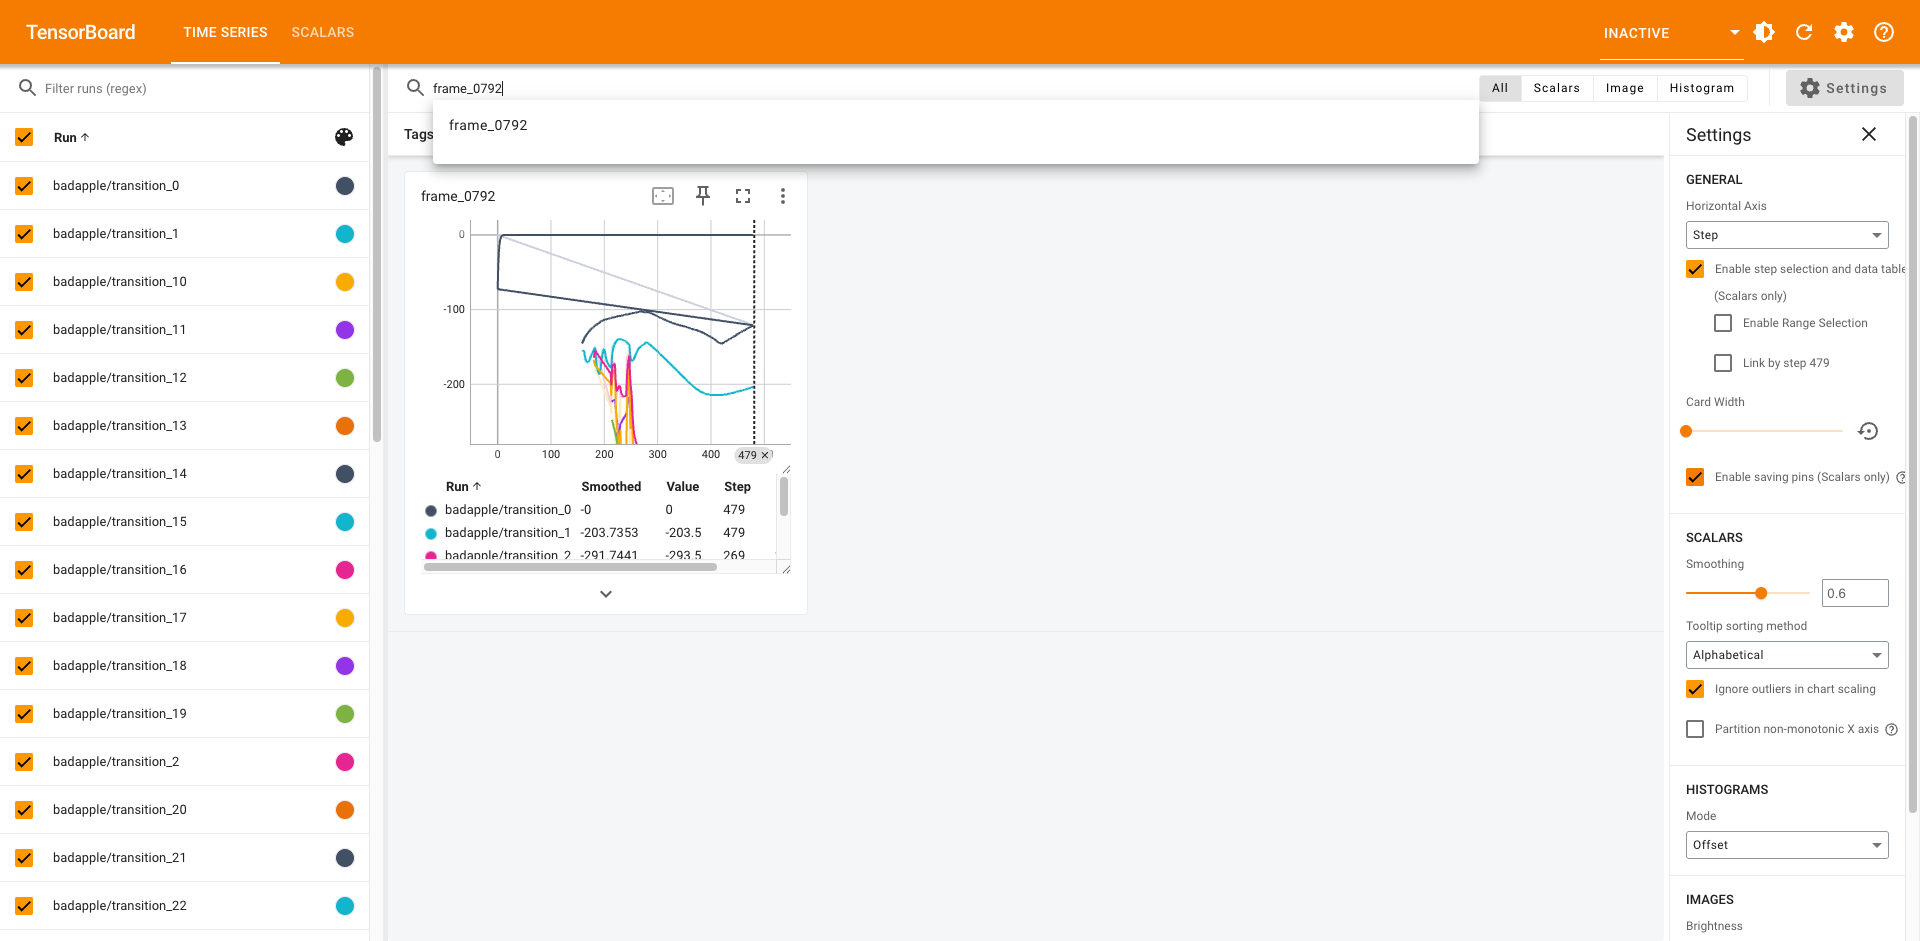 TensorBoard
TIME SERIES
SCALARS
INACTIVE
Filter runs (regex)
Run
badapple/transition_0
badapple/transition_1
badapple/transition_10
badapple/transition_11
badapple/transition_12
badapple/transition_13
badapple/transition_14
badapple/transition_15
badapple/transition_16
badapple/transition_17
badapple/transition_18
badapple/transition_19
badapple/transition_2
badapple/transition_20
badapple/transition_21
badapple/transition_22
frame_0792
All Scalars Image Histogram
Settings
frame_0792
Tags
frame_0792
0
-100
-200
0 100 200 300 400 479
Run Smoothed Value Step
badapple/transition_0 -0 0 479
badapple/transition_1 -203.7353 -203.5 479
badapple/transition_2 -291.7441 -293.5 269
Settings
GENERAL
Horizontal Axis
Step
Enable step selection and data table
(Scalars only)
Enable Range Selection
Link by step 479
Card Width
Enable saving pins (Scalars only)
SCALARS
Smoothing
0.6
Tooltip sorting method
Alphabetical
Ignore outliers in chart scaling
Partition non-monotonic X axis
HISTOGRAMS
Mode
Offset
IMAGES
Brightness